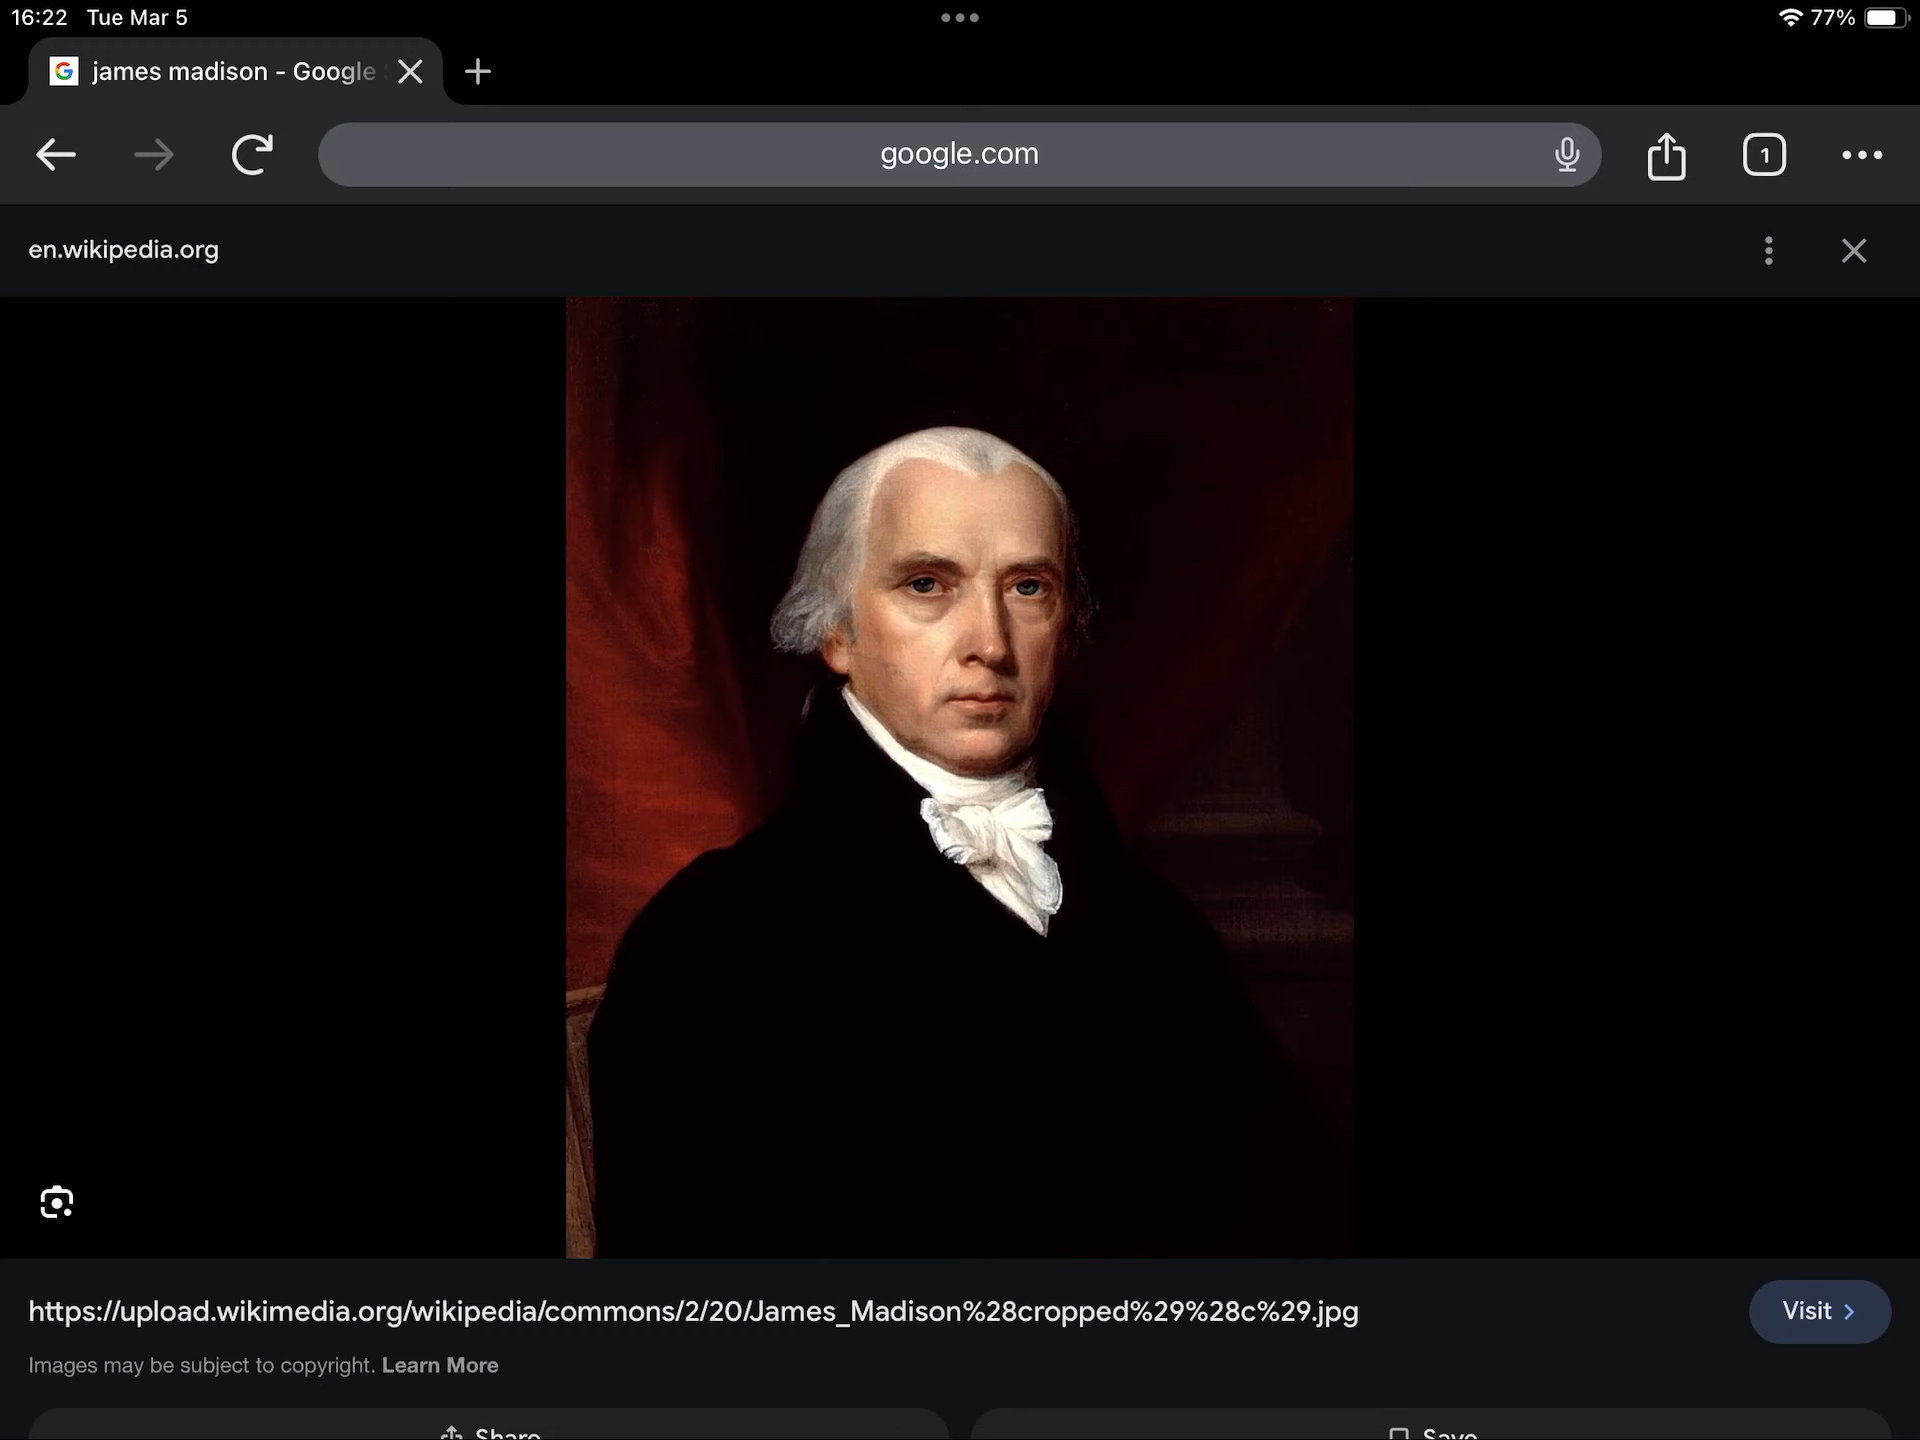 16:22 Tue Mar 5
77%
james madison - Google
google.com
1
en.wikipedia.org
https://upload.wikimedia.org/wikipedia/commons/2/20/James_Madison%28cropped%29%28c%29.jpg
Visit
Images may be subject to copyright. Learn More
Share
Save